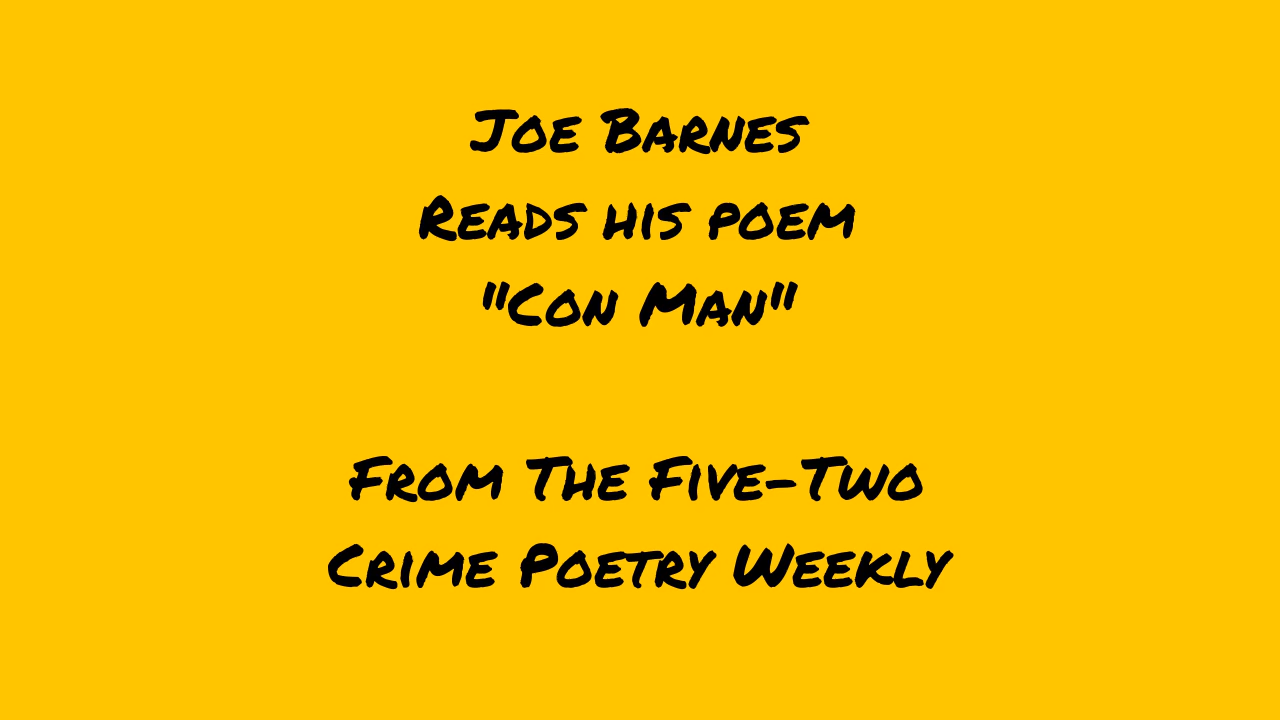 Joe Barnes
Reads his poem
"Con Man"
From The Five-Two
Crime Poetry Weekly